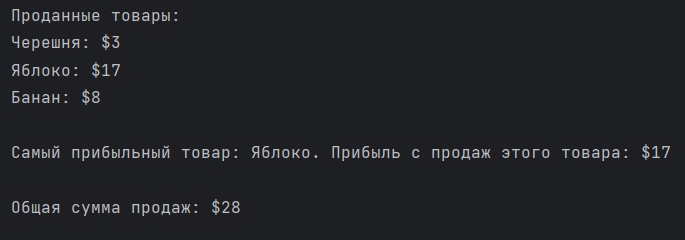 Проданные товары:
Черешня: $3
Яблоко: $17
Банан: $8
Самый прибыльный товар: Яблоко. Прибыль с продаж этого товара: $17
Общая сумма продаж: $28